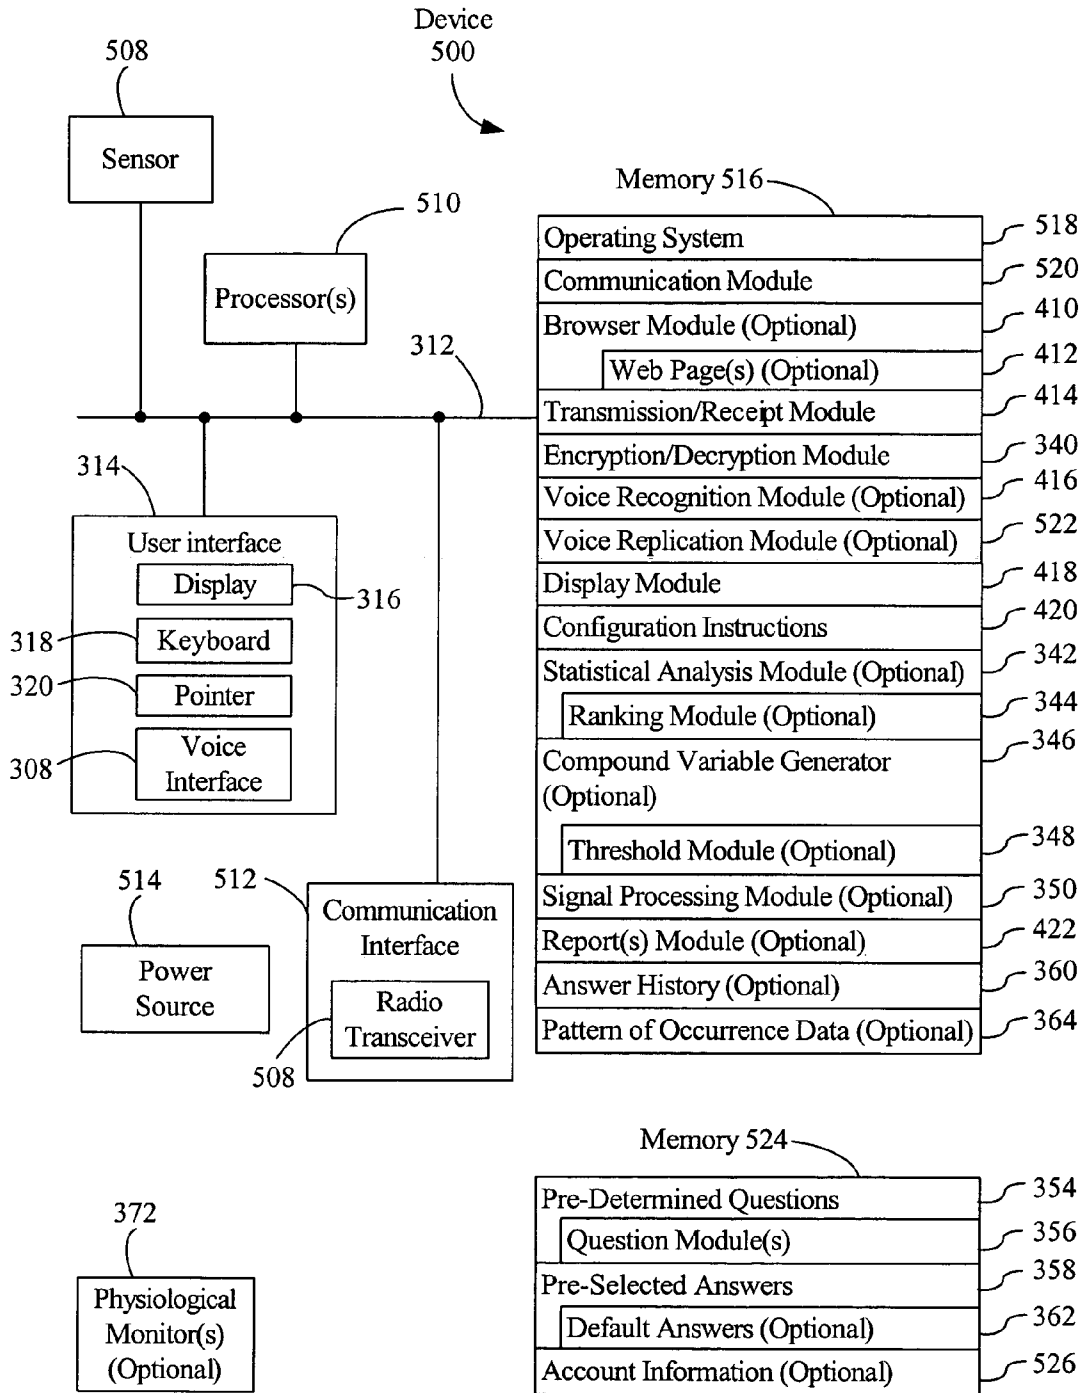 Device
500
508
Sensor
510
Processor(s)
312
314
User interface
Display
316
318
Keyboard
320
Pointer
308
Voice
Interface
514
Power
Source
512
Communication
Interface
Radio
Transceiver
508
372
Physiological
Monitor(s)
(Optional)
Memory 516
Operating System 518
Communication Module 520
Browser Module (Optional) 410
Web Page(s) (Optional) 412
Transmission/Receipt Module 414
Encryption/Decryption Module 340
Voice Recognition Module (Optional) 416
Voice Replication Module (Optional) 522
Display Module 418
Configuration Instructions 420
Statistical Analysis Module (Optional) 342
Ranking Module (Optional) 344
Compound Variable Generator 346
(Optional)
Threshold Module (Optional) 348
Signal Processing Module (Optional) 350
Report(s) Module (Optional) 422
Answer History (Optional) 360
Pattern of Occurrence Data (Optional) 364
Memory 524
Pre-Determined Questions 354
Question Module(s) 356
Pre-Selected Answers 358
Default Answers (Optional) 362
Account Information (Optional) 526